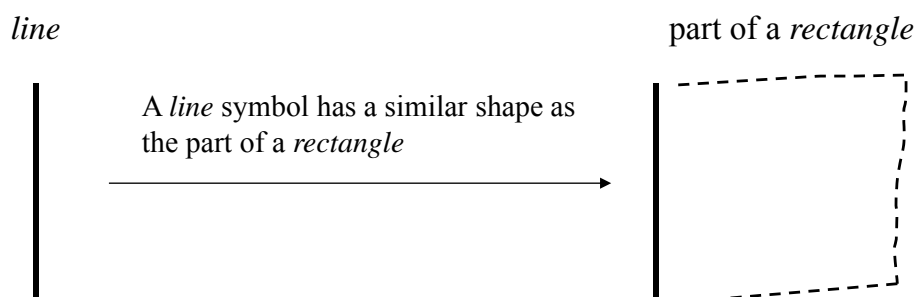 line
part of a rectangle
A line symbol has a similar shape as
the part of a rectangle